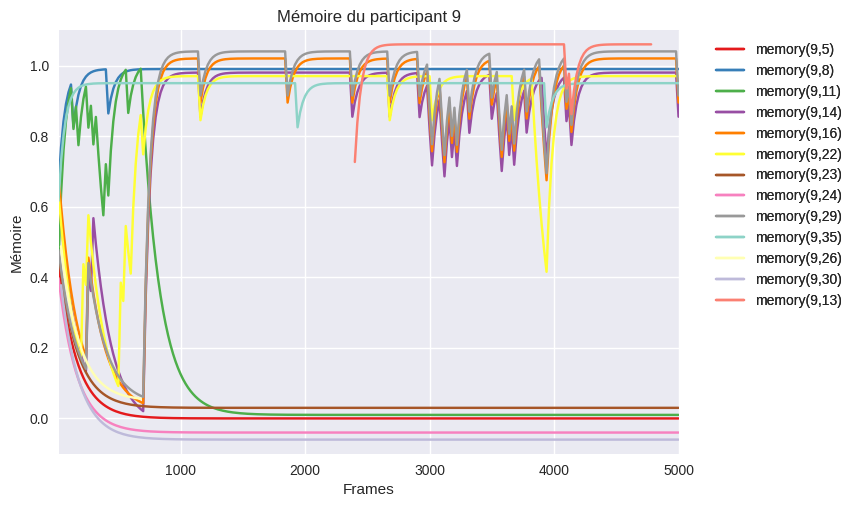 Mémoire du participant 9
Mémoire
1.0
0.8
0.6
0.4
0.2
0.0
1000
2000
3000
4000
5000
Frames
memory(9,5)
memory(9,8)
memory(9,11)
memory(9,14)
memory(9,16)
memory(9,22)
memory(9,23)
memory(9,24)
memory(9,29)
memory(9,35)
memory(9,26)
memory(9,30)
memory(9,13)